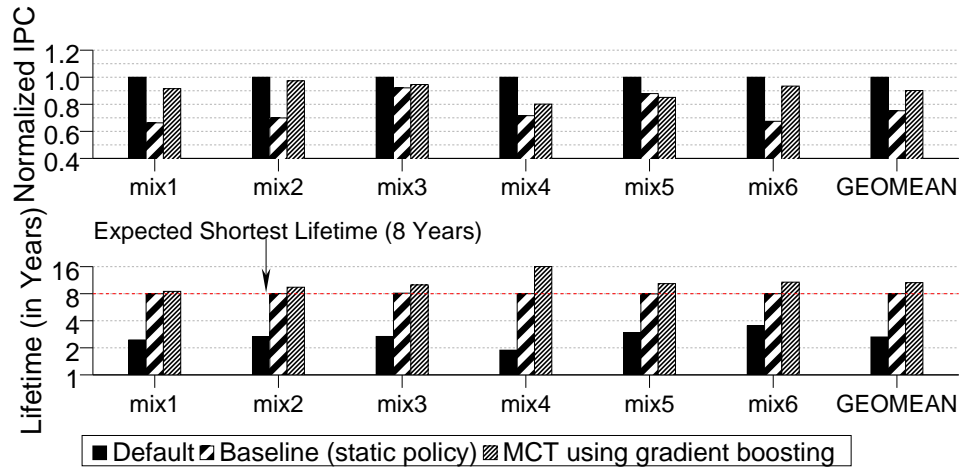 Normalized IPC
1.2
1.0
0.8
0.6
0.4
mix1 mix2 mix3 mix4 mix5 mix6 GEOMEAN
Expected Shortest Lifetime (8 Years)
Lifetime (in Years)
16
8
4
2
1
mix1 mix2 mix3 mix4 mix5 mix6 GEOMEAN
Default Baseline (static policy) MCT using gradient boosting